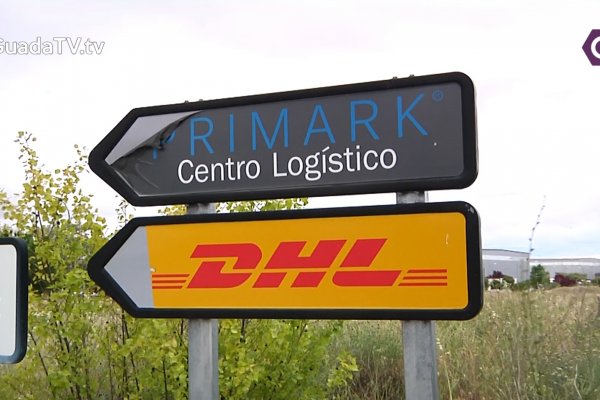 GuadaTV.tv
PRIMARK®
Centro Logístico
DHL